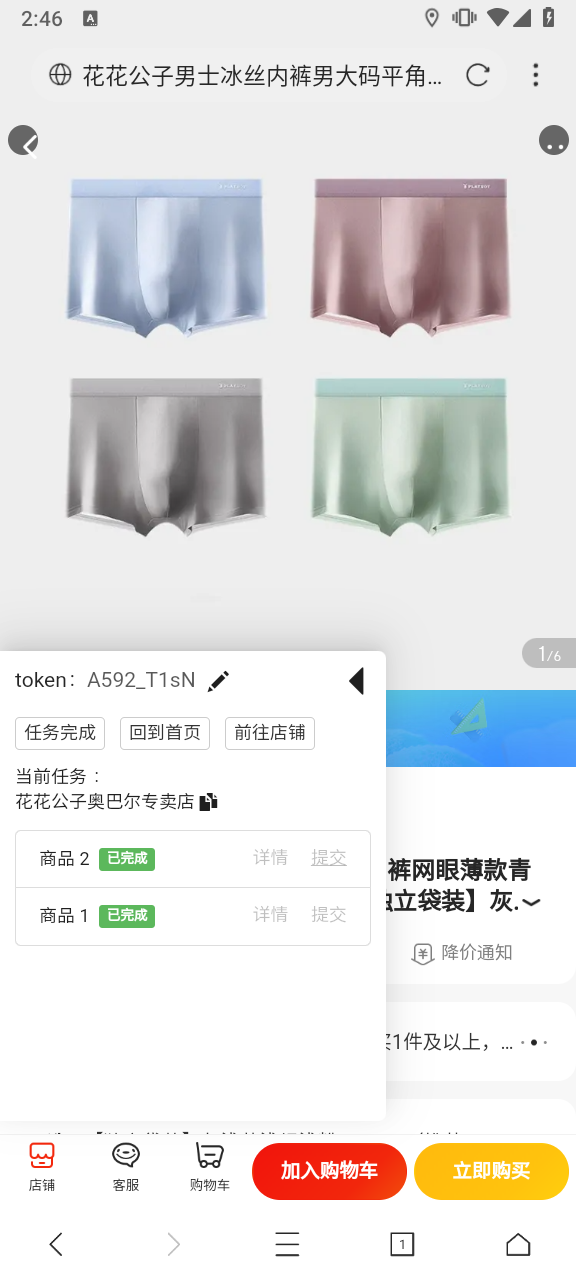 2:46
A
花花公子男士冰丝内裤男大码平角...
1/6
token: A592_T1sN
任务完成 回到首页 前往店铺
当前任务：
花花公子奥巴尔专卖店
商品 2 已完成 详情 提交
商品 1 已完成 详情 提交
裤网眼薄款青
立袋装】灰.
降价通知
1件及以上，...
店铺 客服 购物车 加入购物车 立即购买
1